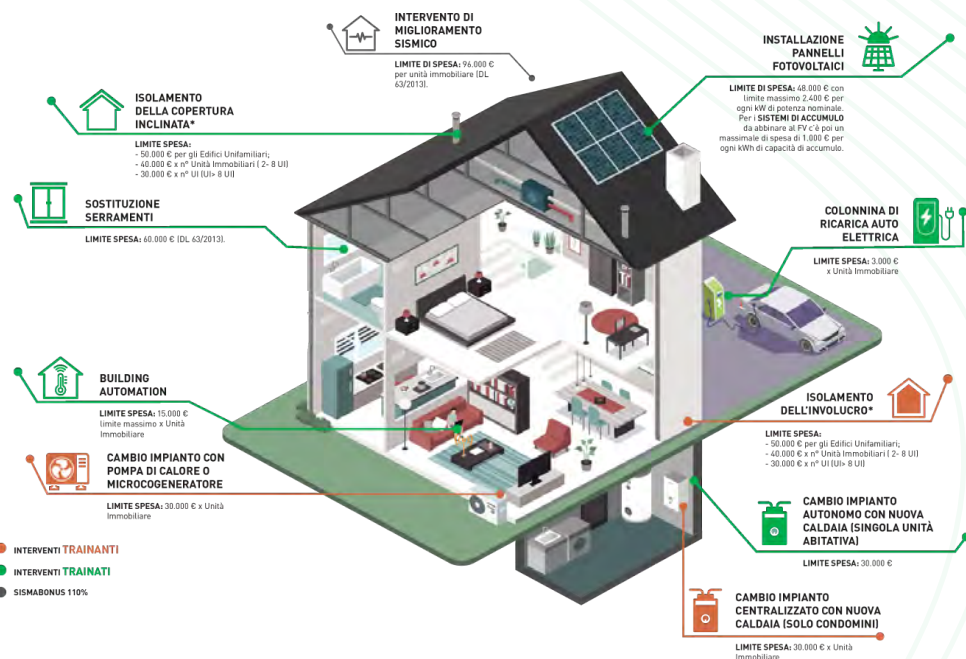 INTERVENTO DI
MIGLIORAMENTO
SISMICO
LIMITE DI SPESA: 96.000 €
per unità immobiliare (DL
63/2013).
INSTALLAZIONE
PANNELLI
FOTOVOLTAICI
LIMITE DI SPESA: 48.000 € con
limite massimo 2.400 € per
ogni kW di potenza nominale.
Per i SISTEMI DI ACCUMULO
da abbinare al FV c'è poi un
massimale di spesa di 1.000 € per
ogni kWh di capacità di accumulo.
ISOLAMENTO
DELLA COPERTURA
INCLINATA*
LIMITE SPESA:
- 50.000 € per gli Edifici Unifamiliari;
- 40.000 € x n° Unità Immobiliari ( 2- 8 UI)
- 30.000 € x n° UI (UI> 8 UI)
SOSTITUZIONE
SERRAMENTI
LIMITE SPESA: 60.000 € (DL 63/2013).
COLONNINA DI
RICARICA AUTO
ELETTRICA
LIMITE SPESA: 3.000 €
x Unità Immobiliare
BUILDING
AUTOMATION
LIMITE SPESA: 15.000 €
limite massimo x Unità
Immobiliare
ISOLAMENTO
DELL'INVOLUCRO*
LIMITE SPESA:
- 50.000 € per gli Edifici Unifamiliari;
- 40.000 € x n° Unità Immobiliari ( 2- 8 UI)
- 30.000 € x n° UI (UI> 8 UI)
CAMBIO IMPIANTO CON
POMPA DI CALORE O
MICROCOGENERATORE
LIMITE SPESA: 30.000 € x Unità
Immobiliare
CAMBIO IMPIANTO
AUTONOMO CON NUOVA
CALDAIA (SINGOLA UNITÀ
ABITATIVA)
LIMITE SPESA: 30.000 €
INTERVENTI TRAINANTI
INTERVENTI TRAINATI
SISMABONUS 110%
CAMBIO IMPIANTO
CENTRALIZZATO CON NUOVA
CALDAIA (SOLO CONDOMINI)
LIMITE SPESA: 30.000 € x Unità
Immobiliare